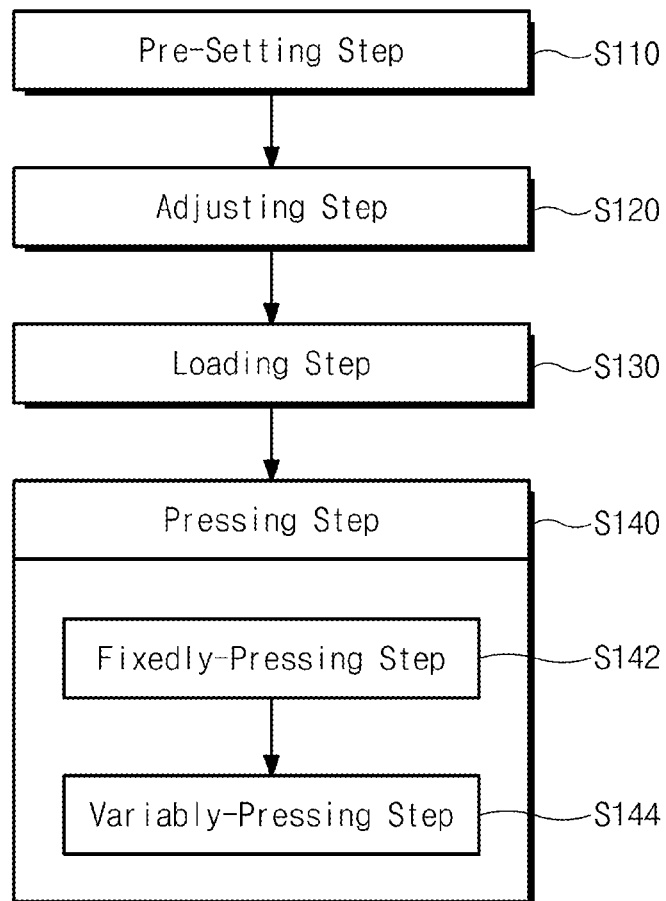 Pre-Setting Step
S110
Adjusting Step
S120
Loading Step
S130
Pressing Step
S140
Fixedly-Pressing Step
S142
Variably-Pressing Step
S144